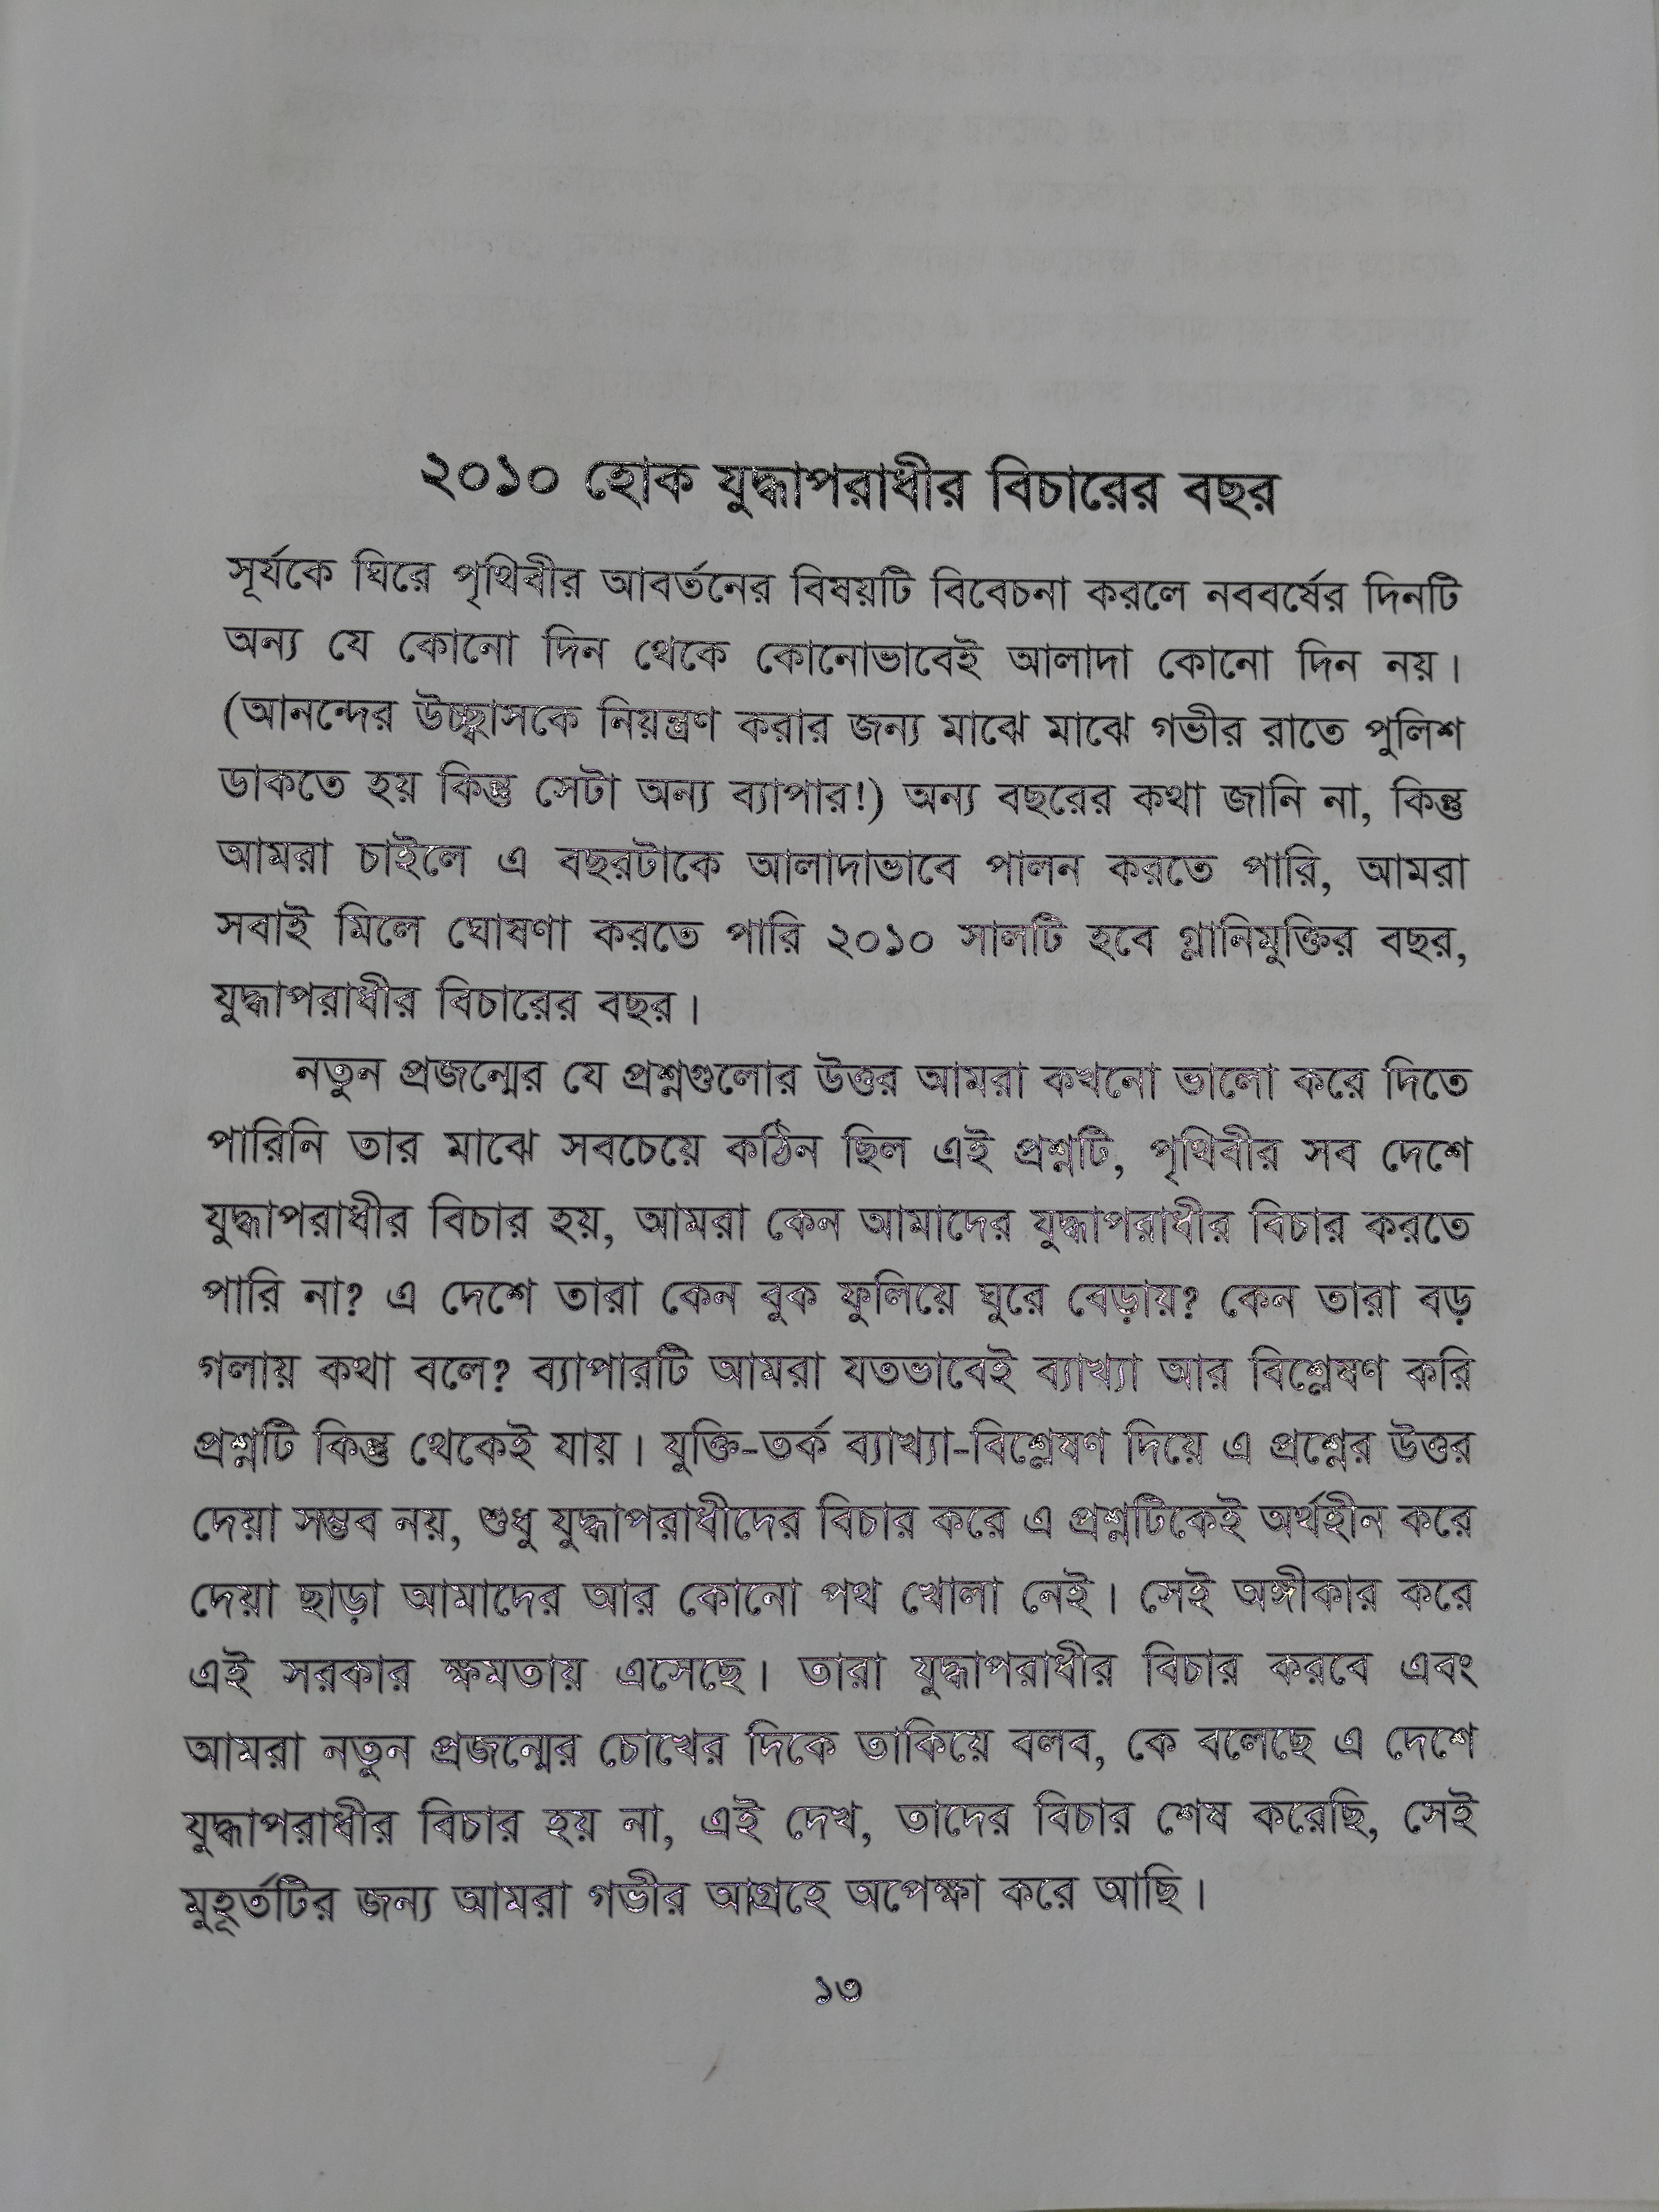 ২০১০ হোক যুদ্ধাপরাধীর বিচারের বছর
সূর্যকে ঘিরে পৃথিবীর আবর্তনের বিষয়টি বিবেচনা করলে নববর্ষের দিনটি
অন্য যে কোনো দিন থেকে কোনোভাবেই আলাদা কোনো দিন নয়।
(আনন্দের উচ্ছ্বাসকে নিয়ন্ত্রণ করার জন্য মাঝে মাঝে গভীর রাতে পুলিশ
ডাকতে হয় কিন্তু সেটা অন্য ব্যাপার!) অন্য বছরের কথা জানি না, কিন্তু
আমরা চাইলে এ বছরটাকে আলাদাভাবে পালন করতে পারি, আমরা
সবাই মিলে ঘোষণা করতে পারি ২০১০ সালটি হবে গ্লানিমুক্তির বছর,
যুদ্ধাপরাধীর বিচারের বছর।
নতুন প্রজন্মের যে প্রশ্নগুলোর উত্তর আমরা কখনো ভালো করে দিতে
পারিনি তার মাঝে সবচেয়ে কঠিন ছিল এই প্রশ্নটি, পৃথিবীর সব দেশে
যুদ্ধাপরাধীর বিচার হয়, আমরা কেন আমাদের যুদ্ধাপরাধীর বিচার করতে
পারি না? এ দেশে তারা কেন বুক ফুলিয়ে ঘুরে বেড়ায়? কেন তারা বড়
গলায় কথা বলে? ব্যাপারটি আমরা যতভাবেই ব্যাখ্যা আর বিশ্লেষণ করি
প্রশ্নটি কিন্তু থেকেই যায়। যুক্তি-তর্ক ব্যাখ্যা-বিশ্লেষণ দিয়ে এ প্রশ্নের উত্তর
দেয়া সম্ভব নয়, শুধু যুদ্ধাপরাধীদের বিচার করে এ প্রশ্নটিকেই অর্থহীন করে
দেয়া ছাড়া আমাদের আর কোনো পথ খোলা নেই। সেই অঙ্গীকার করে
এই সরকার ক্ষমতায় এসেছে। তারা যুদ্ধাপরাধীর বিচার করবে এবং
আমরা নতুন প্রজন্মের চোখের দিকে তাকিয়ে বলব, কে বলেছে এ দেশে
যুদ্ধাপরাধীর বিচার হয় না, এই দেখ, তাদের বিচার শেষ করেছি, সেই
মুহূর্তটির জন্য আমরা গভীর আগ্রহে অপেক্ষা করে আছি।
১৩